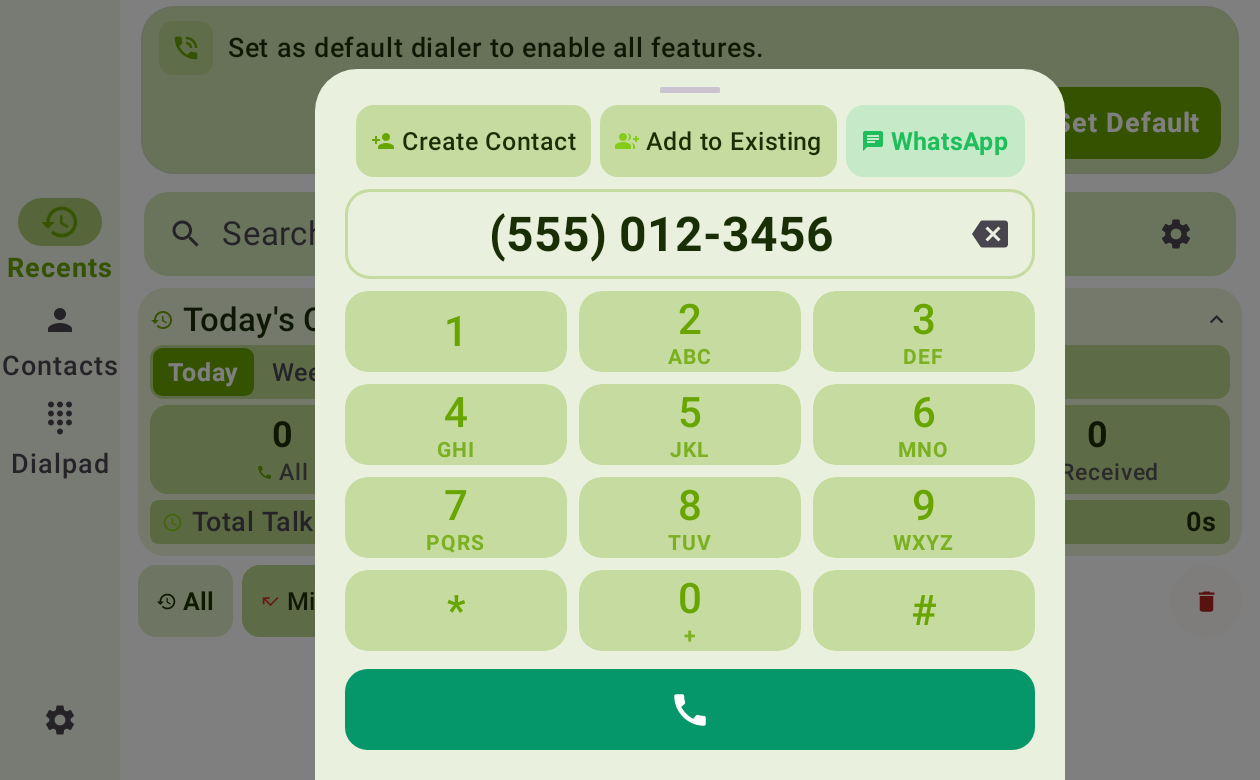 Set as default dialer to enable all features.
Set Default
Create Contact
Add to Existing
WhatsApp
(555) 012-3456
Search
Recents
Contacts
Dialpad
Today's
Today
0
All
0
Received
Total Talk
0s
All
1
2
ABC
3
DEF
4
GHI
5
JKL
6
MNO
7
PQRS
8
TUV
9
WXYZ
*
0
+
#